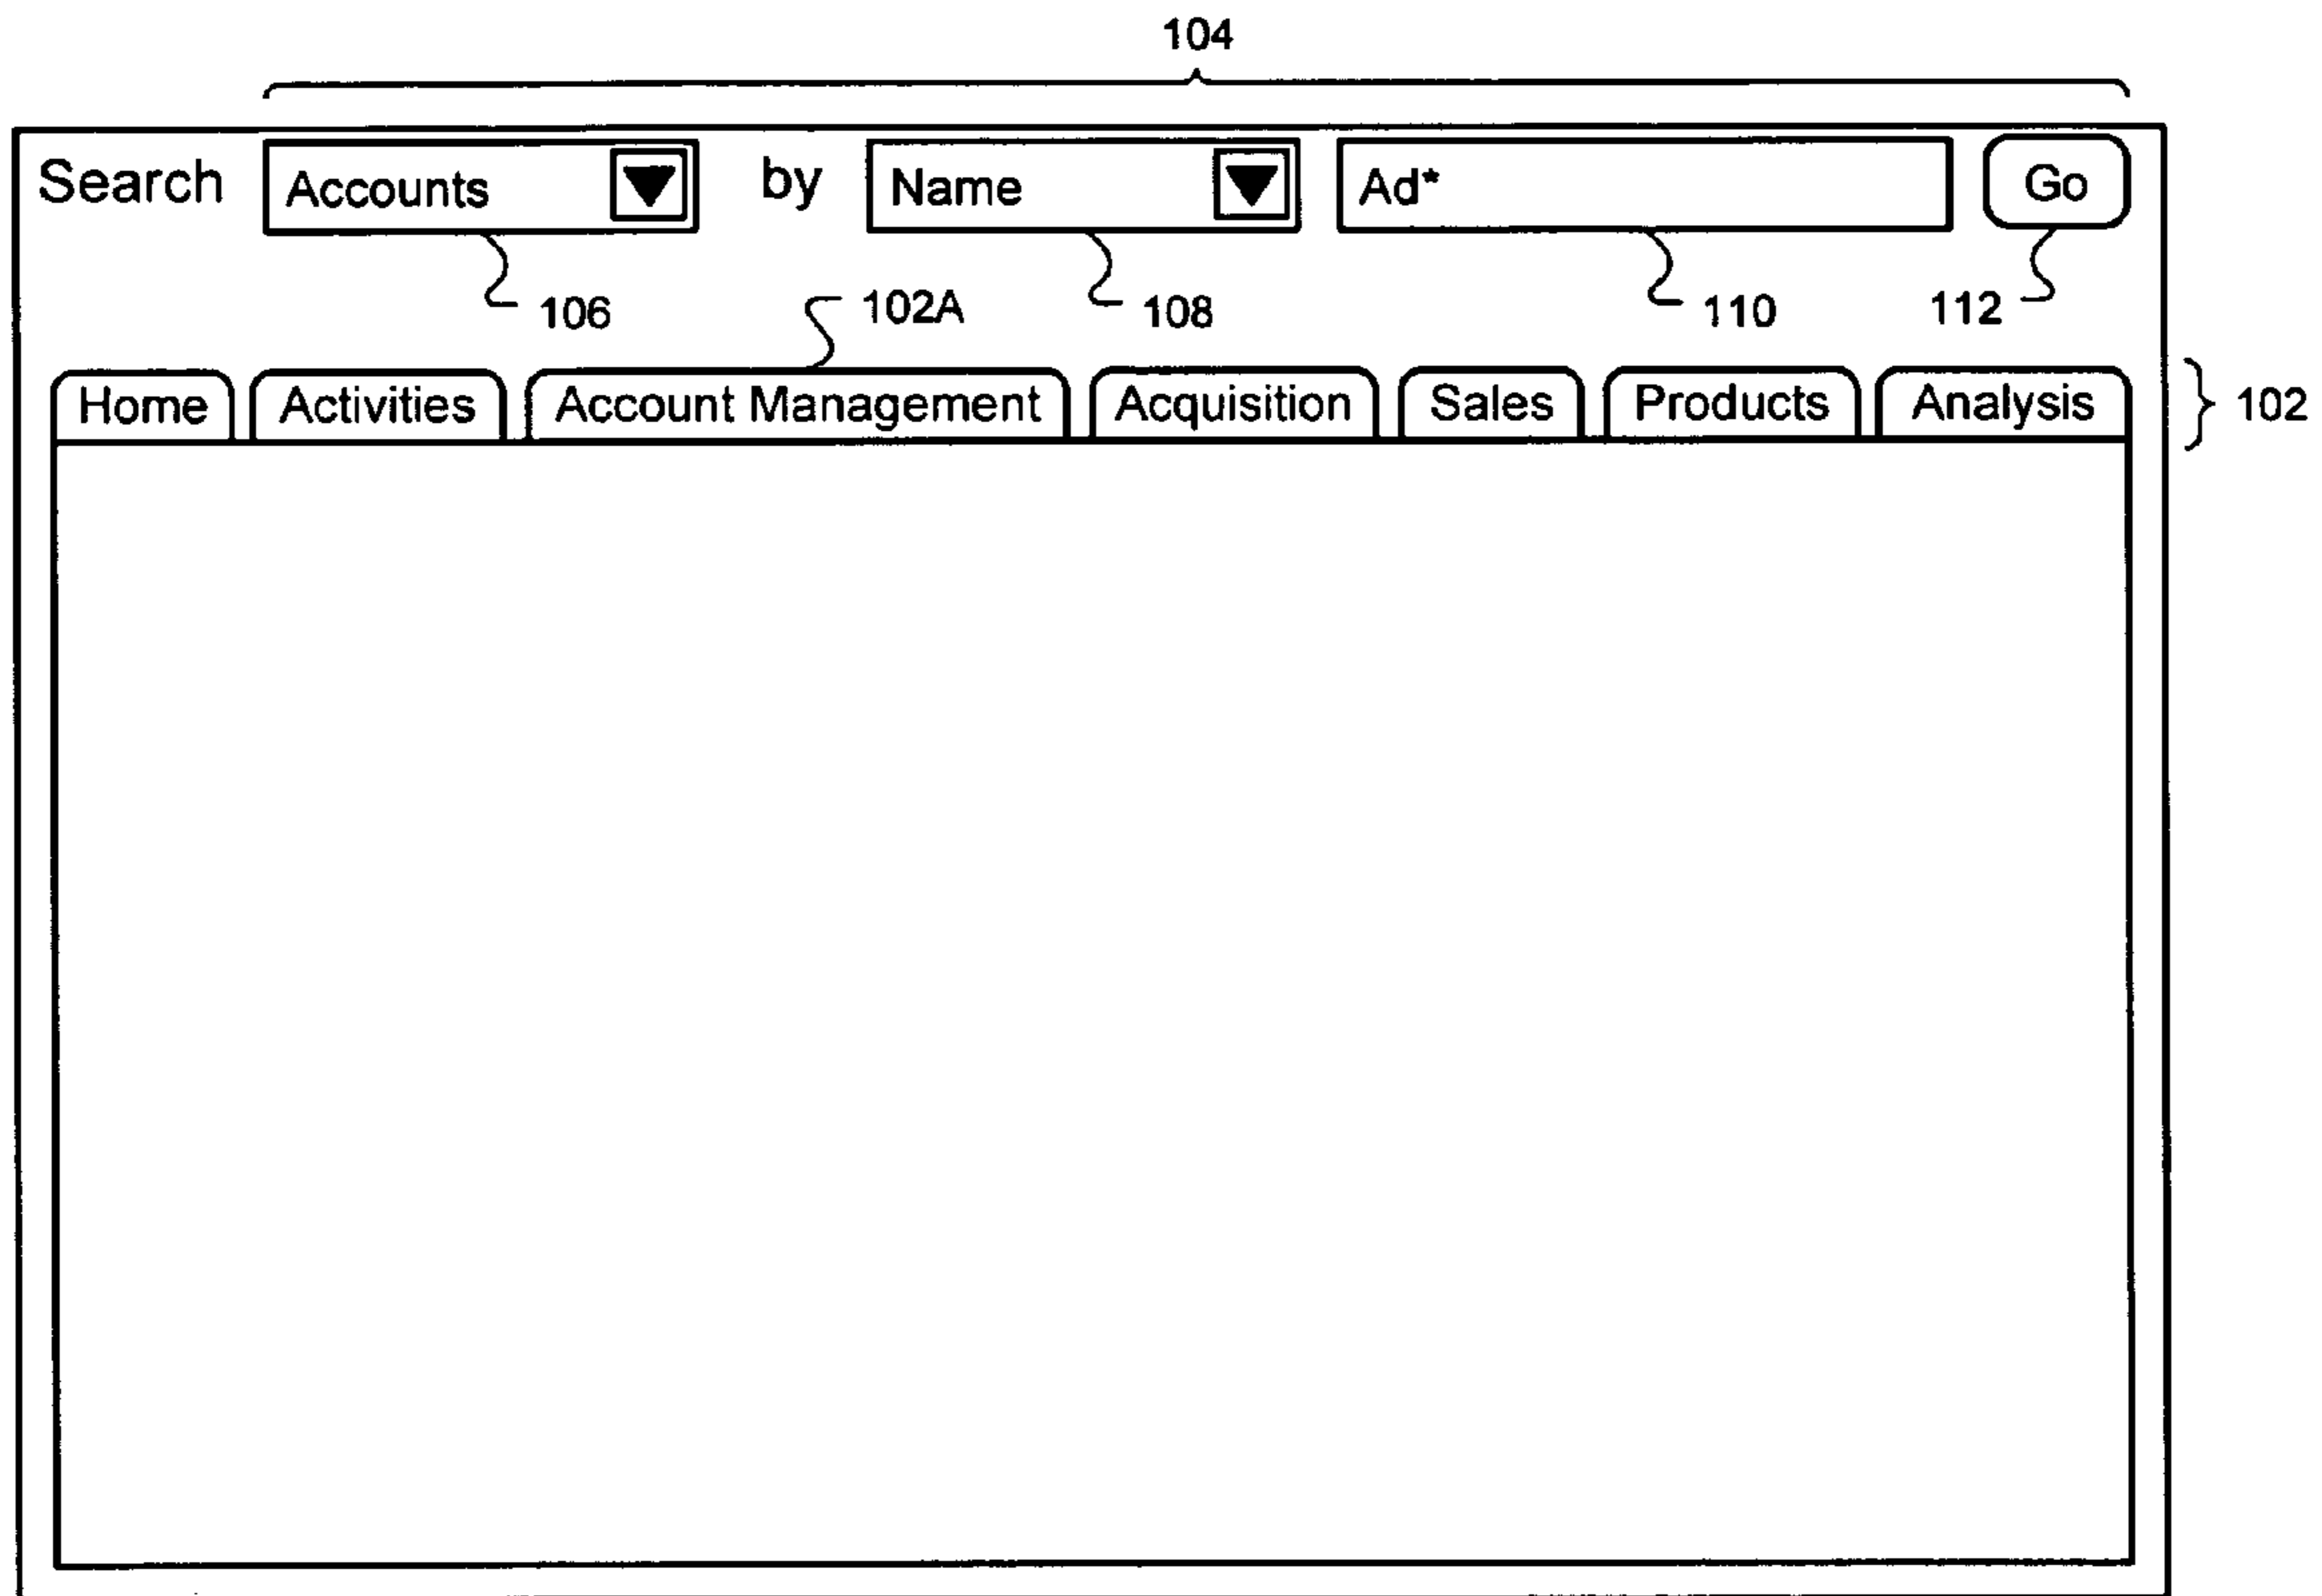 104
Search Accounts by Name Ad* Go
106 102A 108 110 112
Home Activities Account Management Acquisition Sales Products Analysis 102